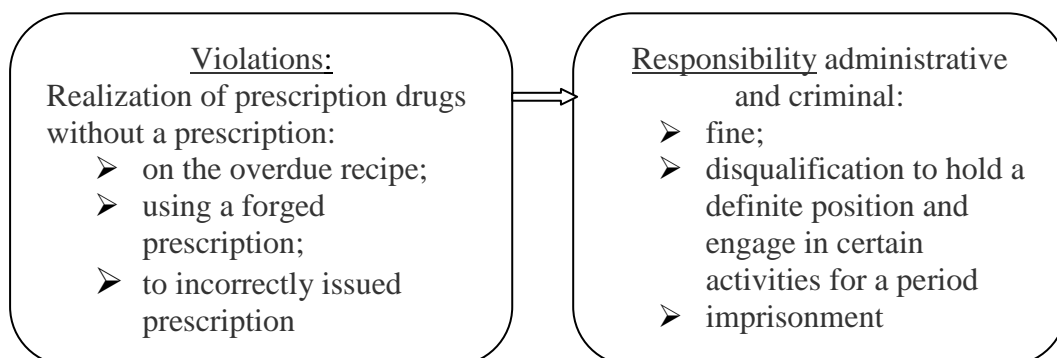 Violations:
Realization of prescription drugs
without a prescription:
➢ on the overdue recipe;
➢ using a forged
prescription;
➢ to incorrectly issued
prescription
Responsibility administrative
and criminal:
➢ fine;
➢ disqualification to hold a
definite position and
engage in certain
activities for a period
➢ imprisonment